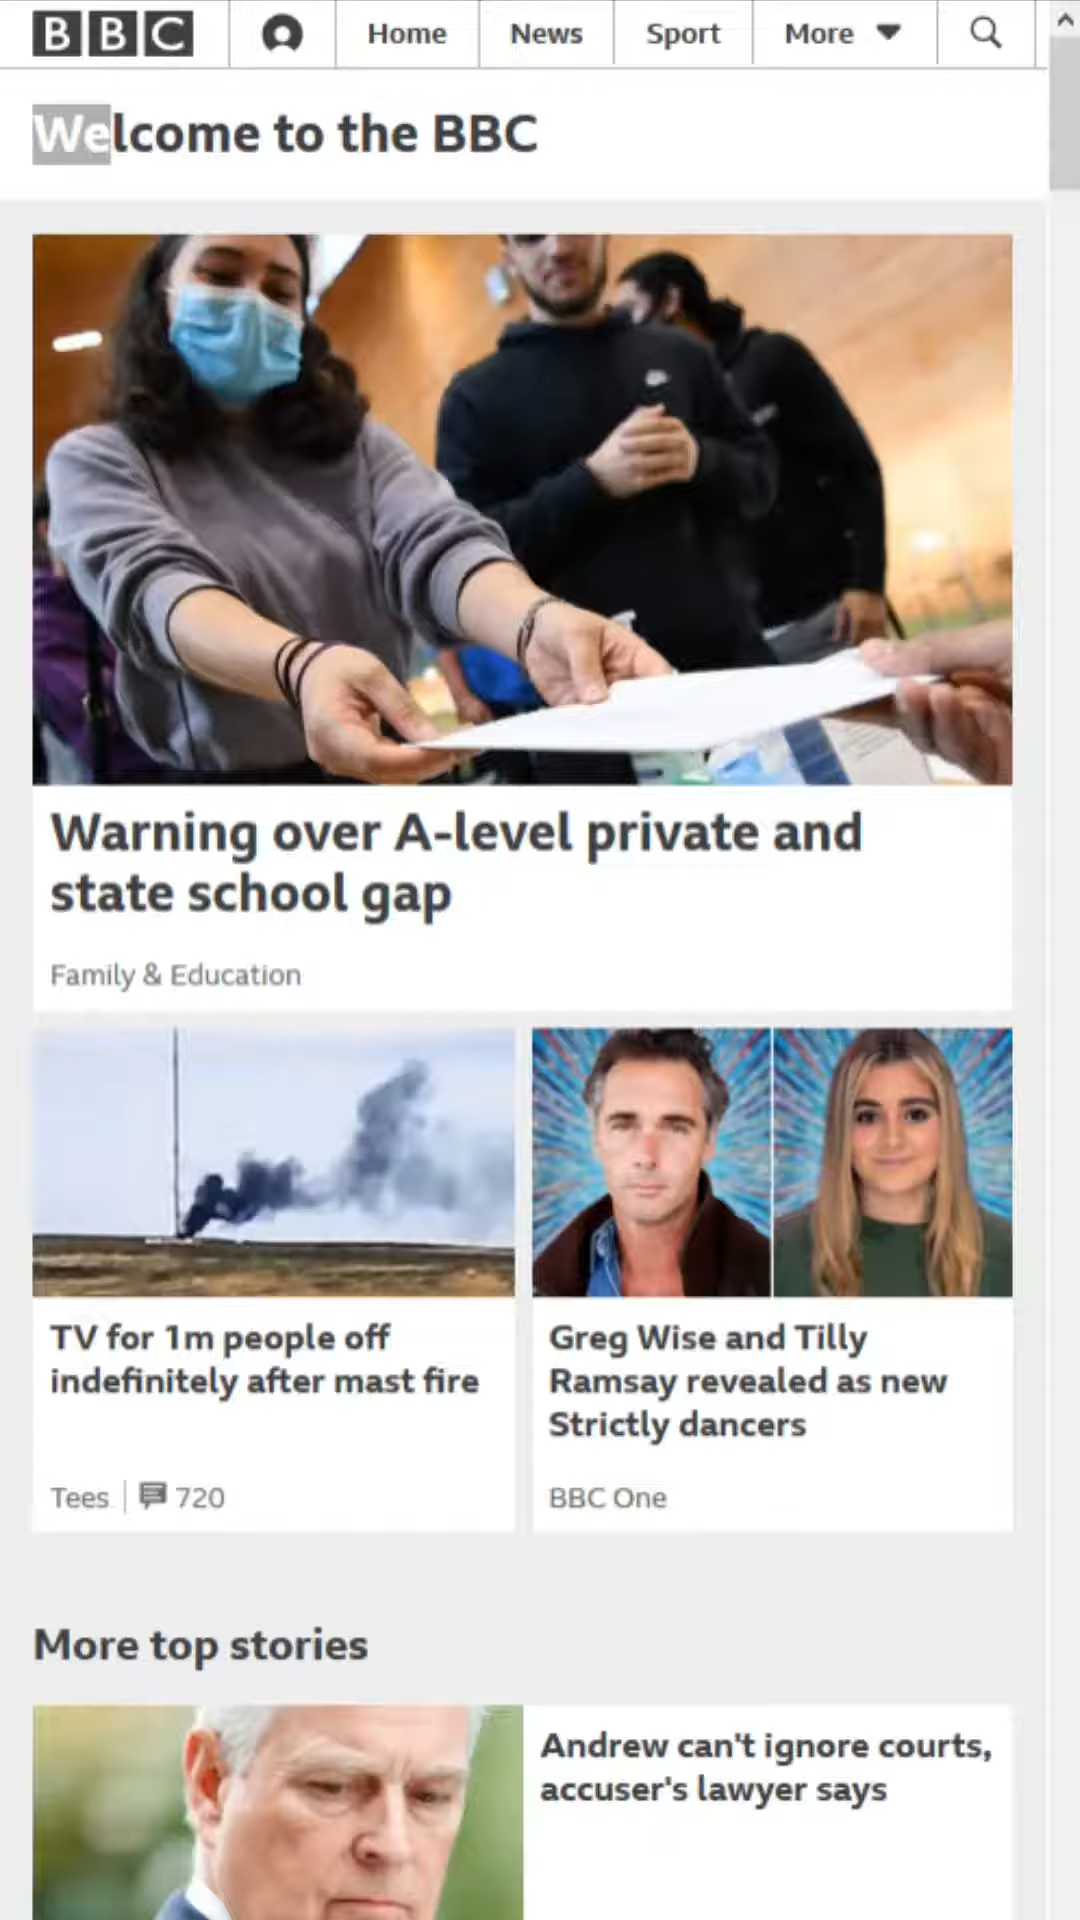 BBC
Home
News
Sport
More
Welcome to the BBC
Warning over A-level private and
state school gap
Family & Education
TV for 1m people off
indefinitely after mast fire
Tees
720
Greg Wise and Tilly
Ramsay revealed as new
Strictly dancers
BBC One
More top stories
Andrew can't ignore courts,
accuser's lawyer says